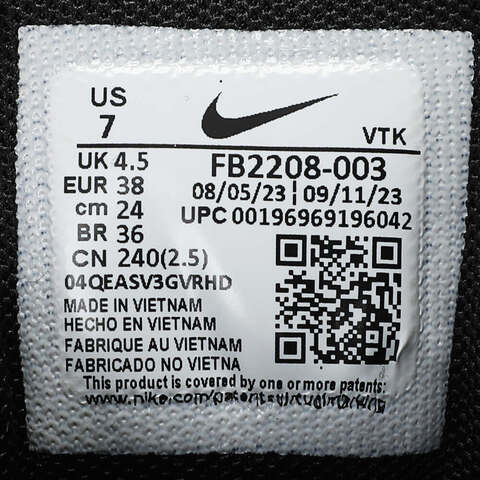 US
7
VTK
UK 4.5
EUR 38
cm 24
BR 36
CN 240(2.5)
FB2208-003
08/05/23 | 09/11/23
UPC 00196969196042
04QEASV3GVRHD
MADE IN VIETNAM
HECHO EN VIETNAM
FABRIQUE AU VIETNAM
FABRICADO NO VIETNA
This product is covered by one or more patents: